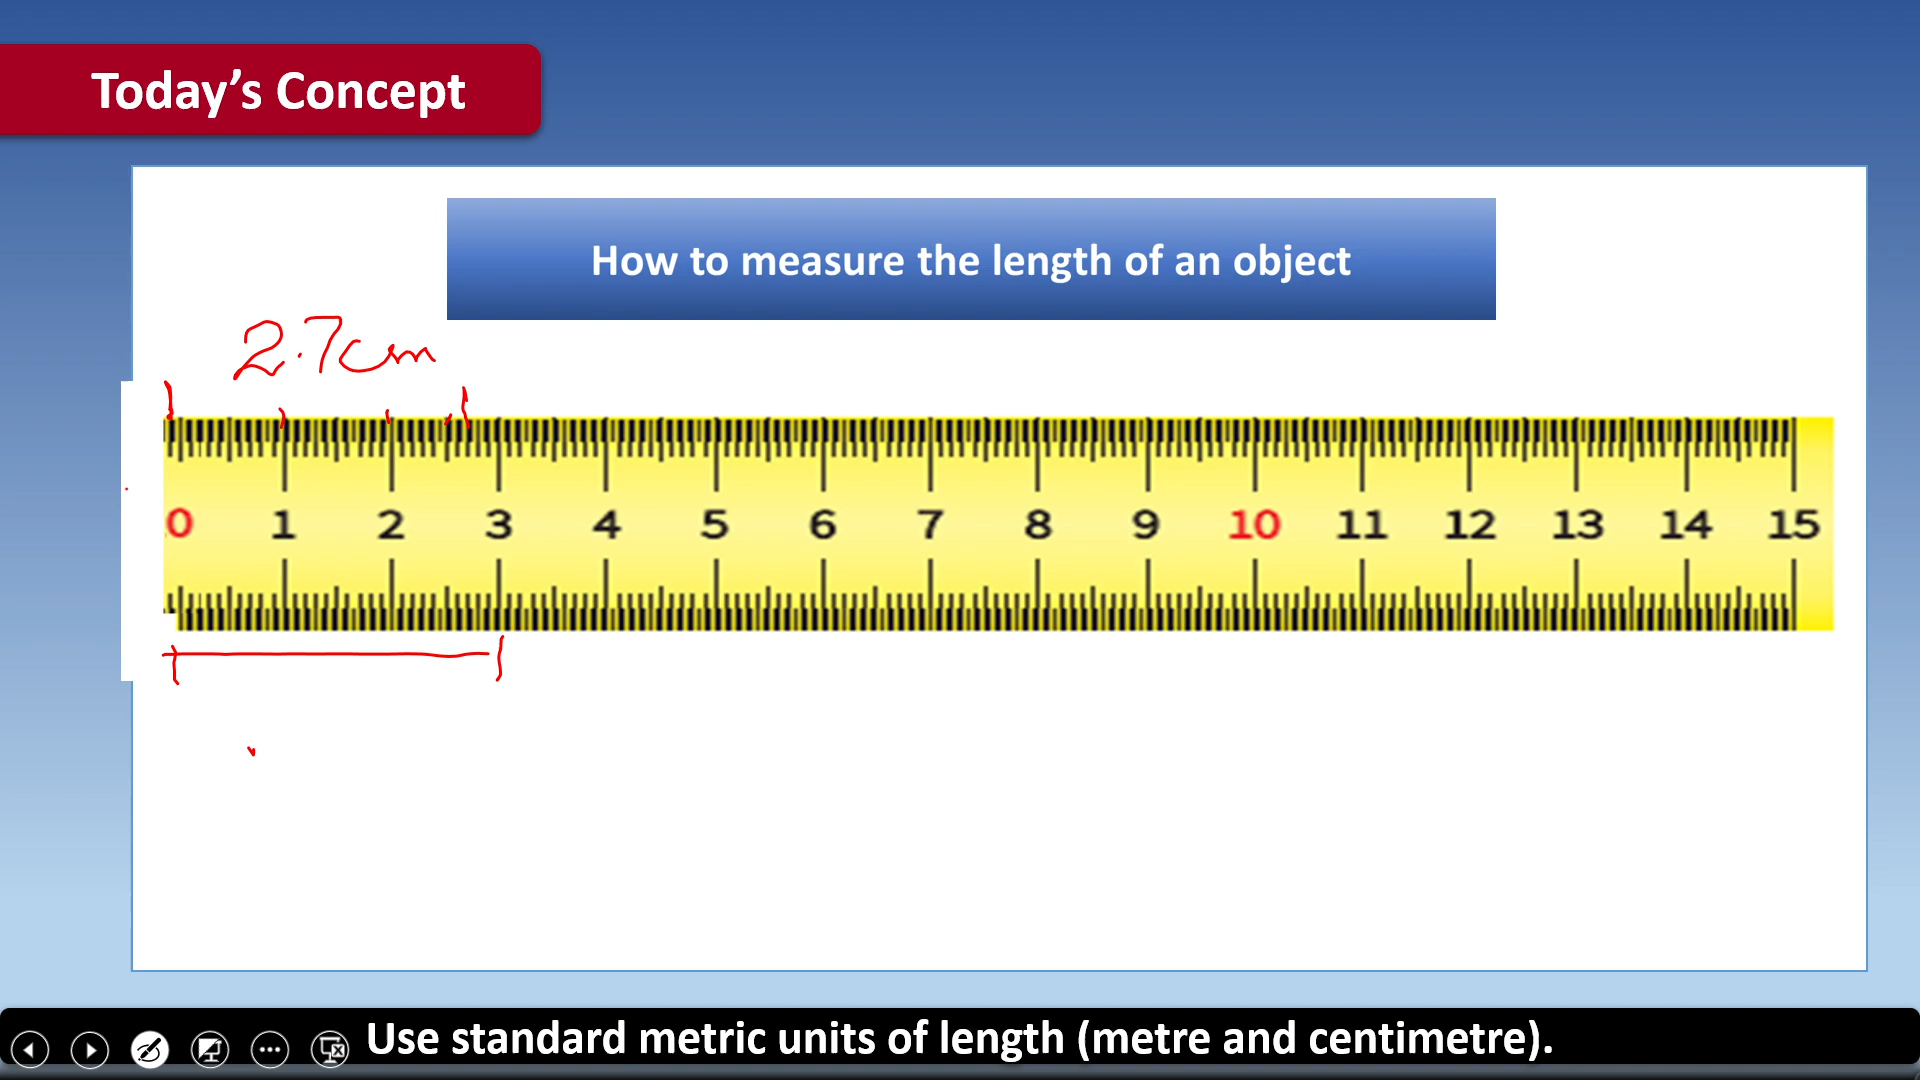 Today’s Concept
How to measure the length of an object
2.7cm
0 1 2 3 4 5 6 7 8 9 10 11 12 13 14 15
Use standard metric units of length (metre and centimetre).